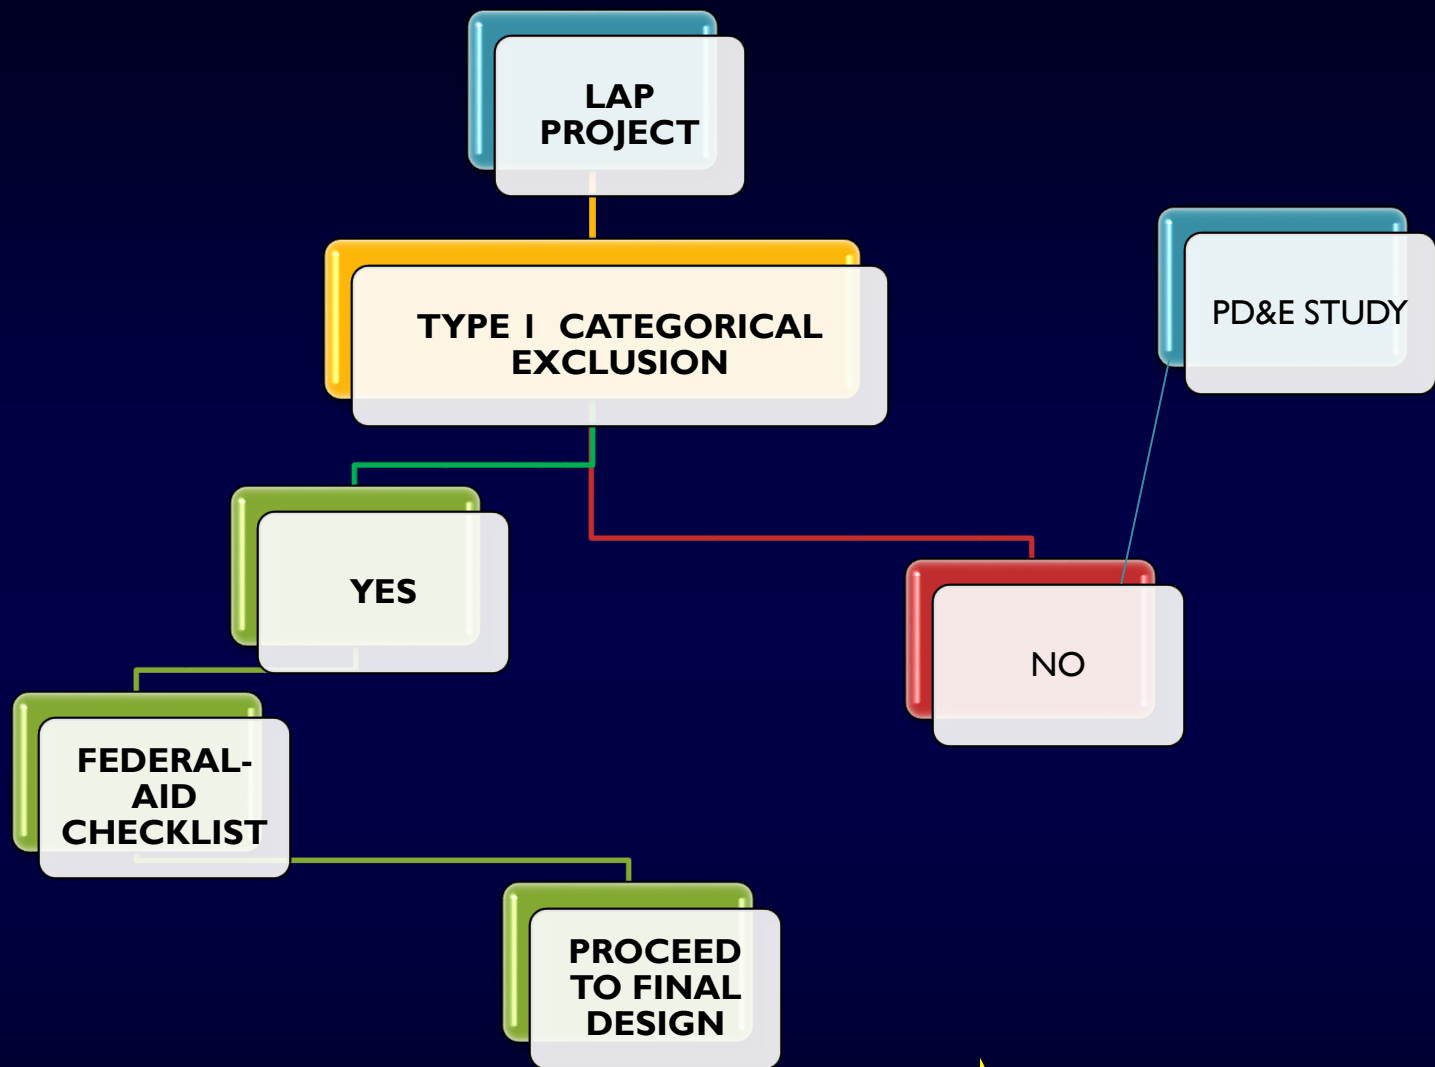 LAP
PROJECT
TYPE I  CATEGORICAL
EXCLUSION
PD&E STUDY
YES
NO
FEDERAL-
AID
CHECKLIST
PROCEED
TO FINAL
DESIGN